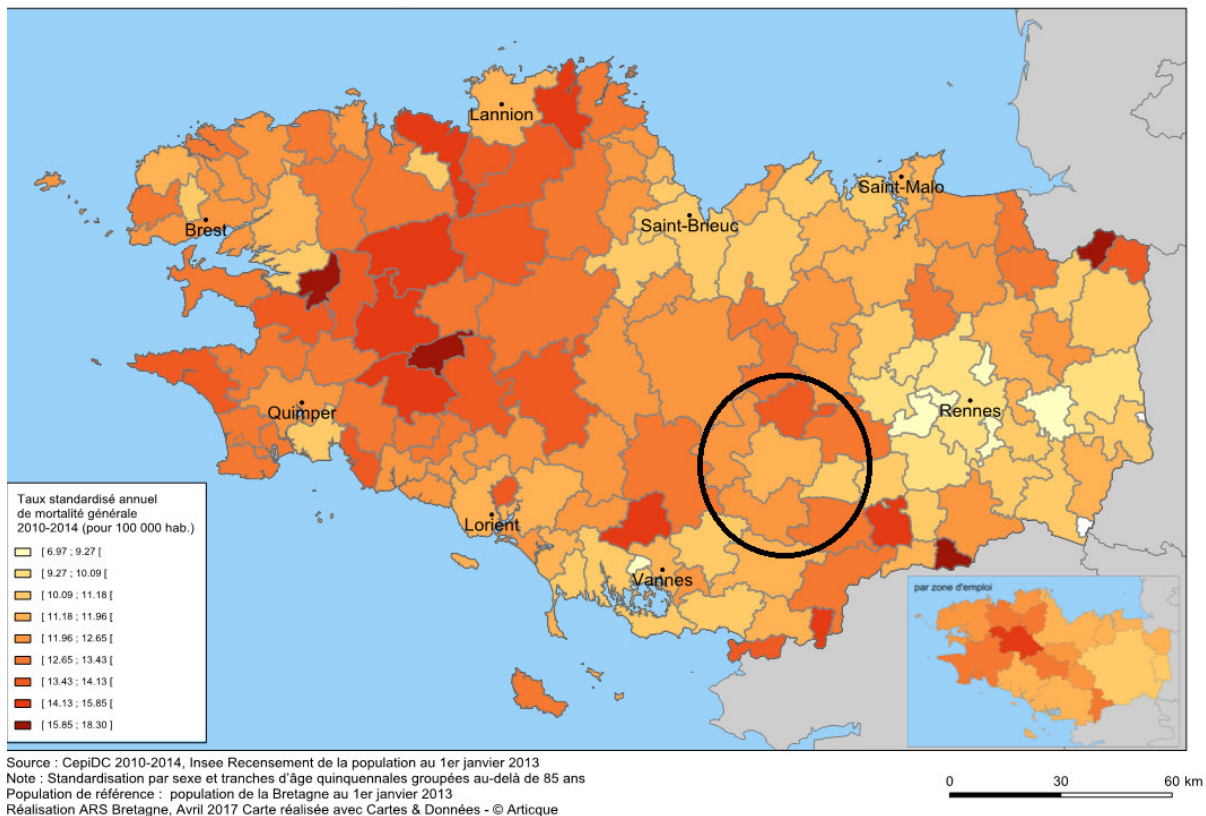 Lannion
Saint-Malo
Saint-Brieuc
Brest
Rennes
Quimper
Lorient
Vannes
Taux standardisé annuel
de mortalité générale
2010-2014 (pour 100 000 hab.)
[ 6.97 ; 9.27 [
[ 9.27 ; 10.09 [
[ 10.09 ; 11.18 [
[ 11.18 ; 11.96 [
[ 11.96 ; 12.65 [
[ 12.65 ; 13.43 [
[ 13.43 ; 14.13 [
[ 14.13 ; 15.85 [
[ 15.85 ; 18.30 ]
par zone d'emploi
Source : CepiDC 2010-2014, Insee Recensement de la population au 1er janvier 2013
Note : Standardisation par sexe et tranches d'âge quinquennales groupées au-delà de 85 ans
Population de référence : population de la Bretagne au 1er janvier 2013
Réalisation ARS Bretagne, Avril 2017 Carte réalisée avec Cartes & Données - © Articque
0 30 60 km